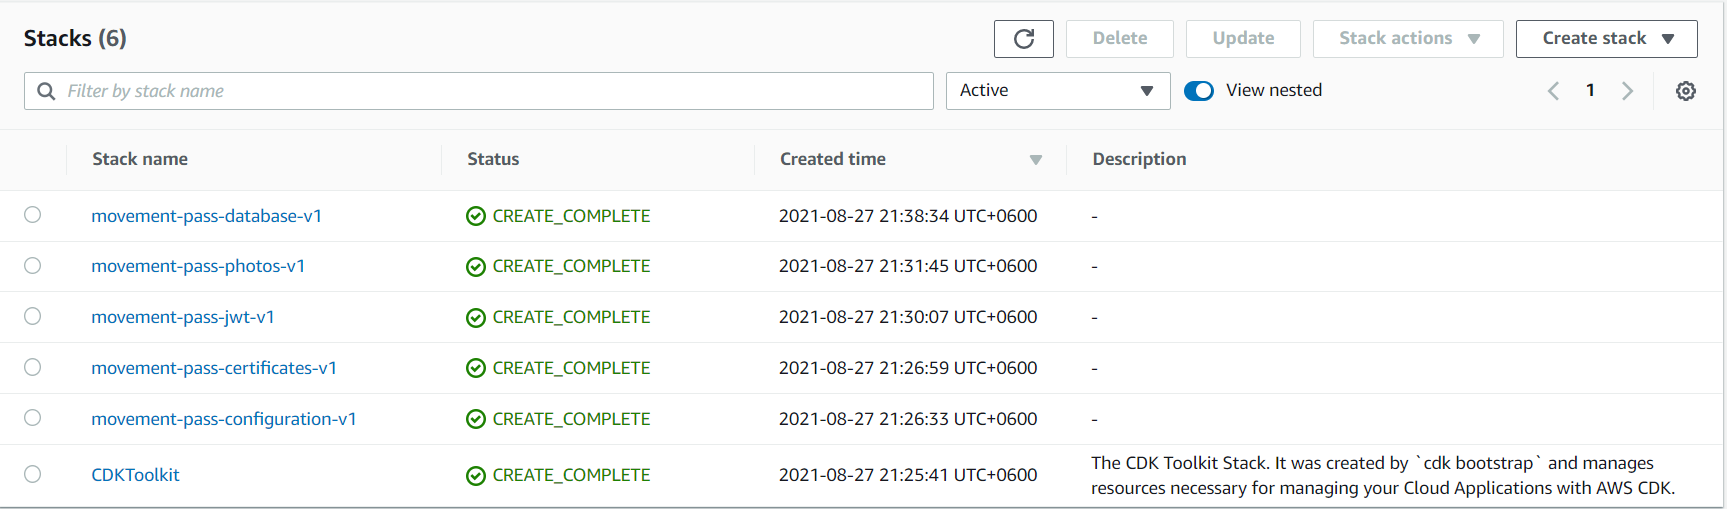 Stacks (6)
Delete
Update
Stack actions
Create stack
Filter by stack name
Active
View nested
1
Stack name Status Created time Description
movement-pass-database-v1 CREATE_COMPLETE 2021-08-27 21:38:34 UTC+0600 -
movement-pass-photos-v1 CREATE_COMPLETE 2021-08-27 21:31:45 UTC+0600 -
movement-pass-jwt-v1 CREATE_COMPLETE 2021-08-27 21:30:07 UTC+0600 -
movement-pass-certificates-v1 CREATE_COMPLETE 2021-08-27 21:26:59 UTC+0600 -
movement-pass-configuration-v1 CREATE_COMPLETE 2021-08-27 21:26:33 UTC+0600 -
CDKToolkit CREATE_COMPLETE 2021-08-27 21:25:41 UTC+0600 The CDK Toolkit Stack. It was created by `cdk bootstrap` and manages
resources necessary for managing your Cloud Applications with AWS CDK.